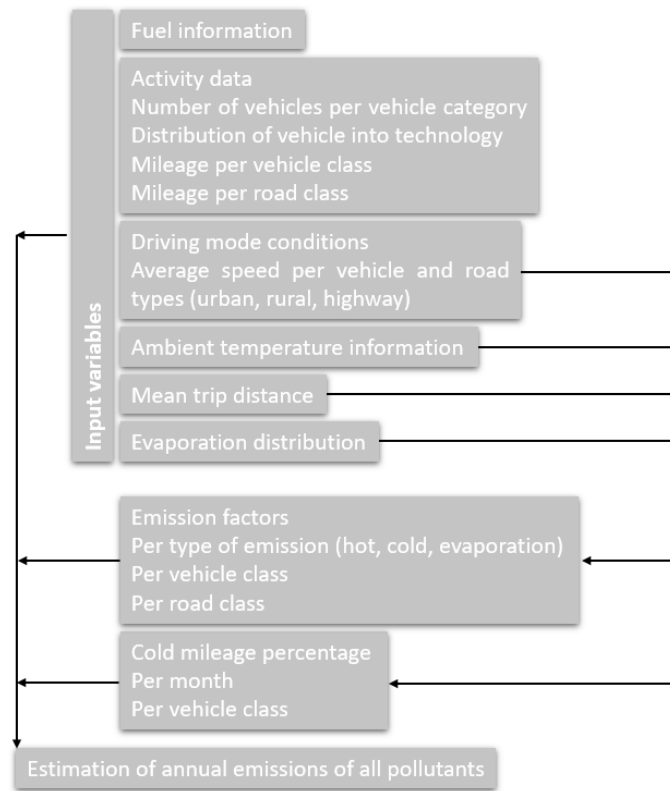 Input variables
Fuel information
Activity data
Number of vehicles per vehicle category
Distribution of vehicle into technology
Mileage per vehicle class
Mileage per road class
Driving mode conditions
Average speed per vehicle and road
types (urban, rural, highway)
Ambient temperature information
Mean trip distance
Evaporation distribution
Emission factors
Per type of emission (hot, cold, evaporation)
Per vehicle class
Per road class
Cold mileage percentage
Per month
Per vehicle class
Estimation of annual emissions of all pollutants